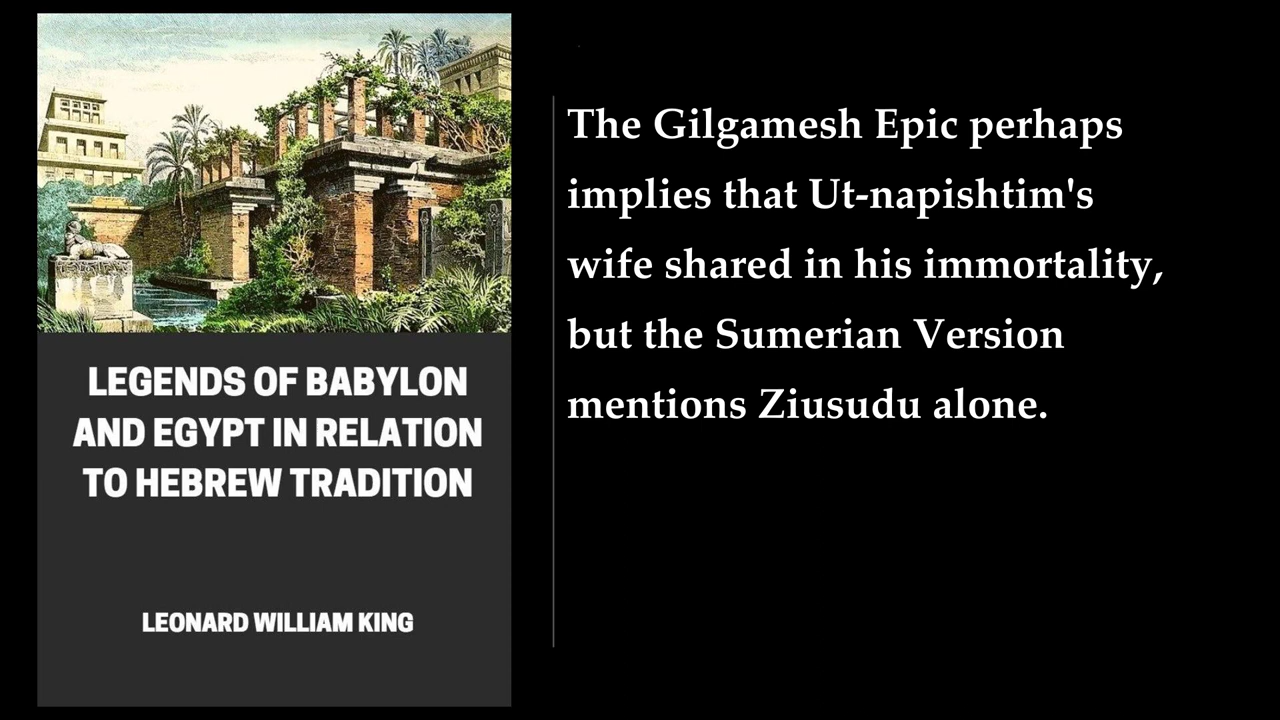 LEGENDS OF BABYLON
AND EGYPT IN RELATION
TO HEBREW TRADITION
LEONARD WILLIAM KING
The Gilgamesh Epic perhaps
implies that Ut-napishtim's
wife shared in his immortality,
but the Sumerian Version
mentions Ziusudu alone.